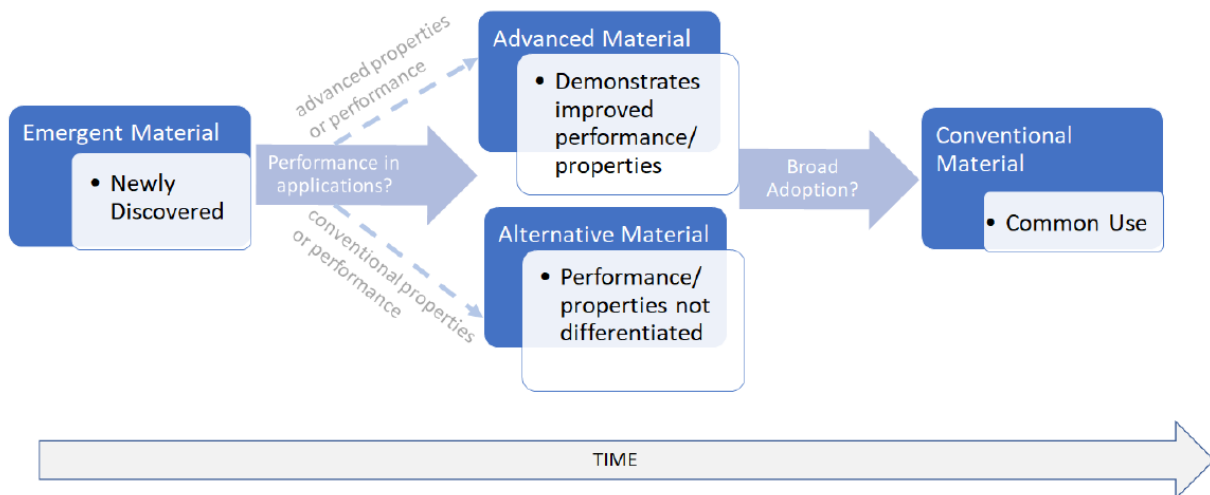 Emergent Material
• Newly
Discovered
advanced properties
or performance
Performance in
applications?
conventional properties
or performance
Advanced Material
• Demonstrates
improved
performance/
properties
Alternative Material
• Performance/
properties not
differentiated
Broad
Adoption?
Conventional
Material
• Common Use
TIME